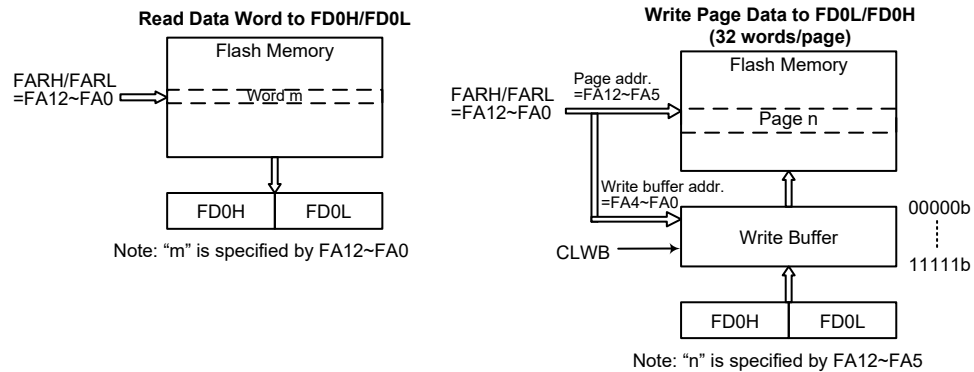 Read Data Word to FD0H/FD0L
Flash Memory
FARH/FARL
=FA12~FA0
Word m
FD0H
FD0L
Note: “m” is specified by FA12~FA0
Write Page Data to FD0L/FD0H
(32 words/page)
Flash Memory
Page addr.
=FA12~FA5
FARH/FARL
=FA12~FA0
Page n
Write buffer addr.
=FA4~FA0
00000b
Write Buffer
CLWB
11111b
FD0H
FD0L
Note: “n” is specified by FA12~FA5